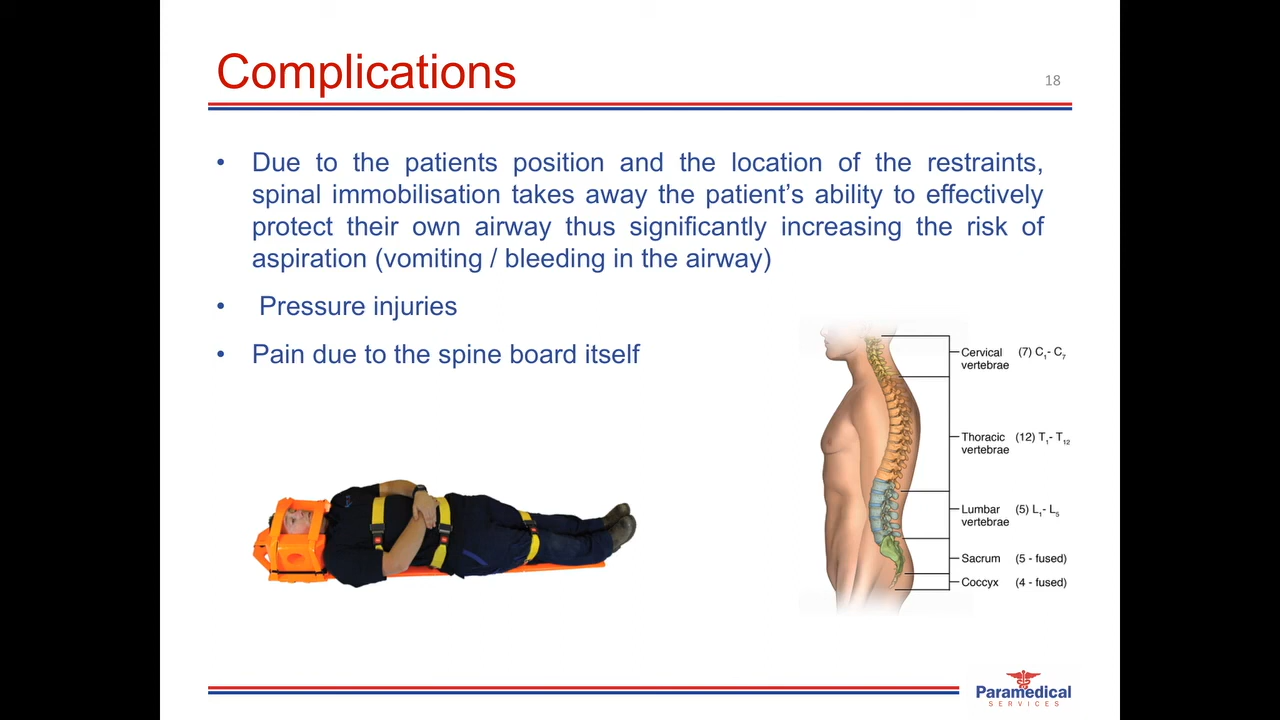 Complications
18
• Due to the patients position and the location of the restraints,
spinal immobilisation takes away the patient’s ability to effectively
protect their own airway thus significantly increasing the risk of
aspiration (vomiting / bleeding in the airway)
• Pressure injuries
• Pain due to the spine board itself
Cervical (7) C1- C7
vertebrae
Thoracic (12) T1- T12
vertebrae
Lumbar (5) L1- L5
vertebrae
Sacrum (5 - fused)
Coccyx (4 - fused)
Paramedical
SERVICES